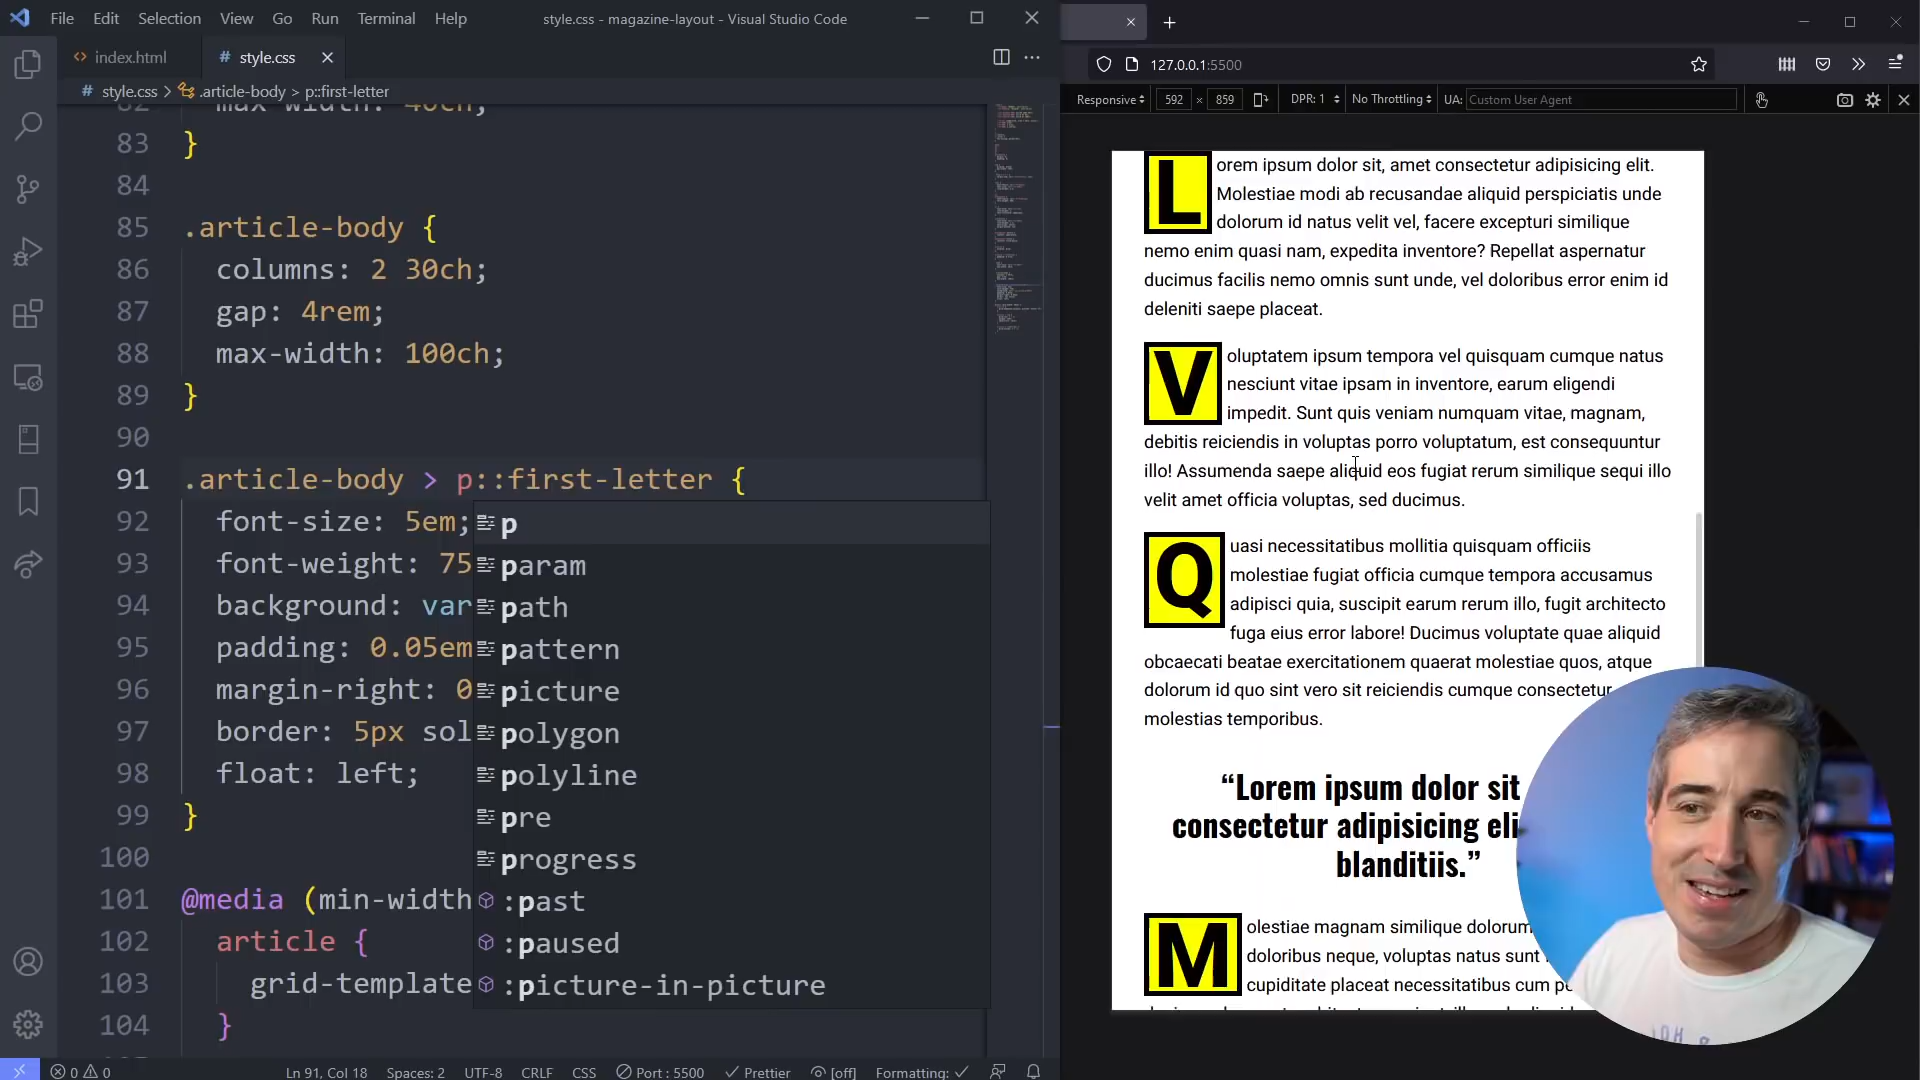 File Edit Selection View Go Run Terminal Help
style.css - magazine-layout - Visual Studio Code
index.html
# style.css
# style.css > .article-body > p::first-letter
83 }
84
85 .article-body {
86 columns: 2 30ch;
87 gap: 4rem;
88 max-width: 100ch;
89 }
90
91 .article-body > p::first-letter {
92 font-size: 5em;
93 font-weight: 75
94 background: var
95 padding: 0.05em
96 margin-right: 0
97 border: 5px sol
98 float: left;
99 }
100
101 @media (min-width
102 article {
103 grid-template
104 }
p
param
path
pattern
picture
polygon
polyline
pre
progress
:past
:paused
:picture-in-picture
0 0
Ln 91, Col 18
Spaces: 2
UTF-8
CRLF
CSS
Port : 5500
Prettier
[off]
Formatting:
127.0.0.1:5500
Responsive
592 × 859
DPR: 1
No Throttling
UA: Custom User Agent
Lorem ipsum dolor sit, amet consectetur adipisicing elit.
Molestiae modi ab recusandae aliquid perspiciatis unde
dolorum id natus velit vel, facere excepturi similique
nemo enim quasi nam, expedita inventore? Repellat aspernatur
ducimus facilis nemo omnis sunt unde, vel doloribus error enim id
deleniti saepe placeat.
Voluptatem ipsum tempora vel quisquam cumque natus
nesciunt vitae ipsam in inventore, earum eligendi
impedit. Sunt quis veniam numquam vitae, magnam,
debitis reiciendis in voluptas porro voluptatum, est consequuntur
illo! Assumenda saepe aliquid eos fugiat rerum similique sequi illo
velit amet officia voluptas, sed ducimus.
Quasi necessitatibus mollitia quisquam officiis
molestiae fugiat officia cumque tempora accusamus
adipisci quia, suscipit earum rerum illo, fugit architecto
fuga eius error labore! Ducimus voluptate quae aliquid
obcaecati beatae exercitationem quaerat molestiae quos, atque
dolorum id quo sint vero sit reiciendis cumque consectetur
molestias temporibus.
“Lorem ipsum dolor sit
consectetur adipisicing eli
blanditiis.”
Molestiae magnam similique dolorum
doloribus neque, voluptas natus sunt
cupiditate placeat necessitatibus cum